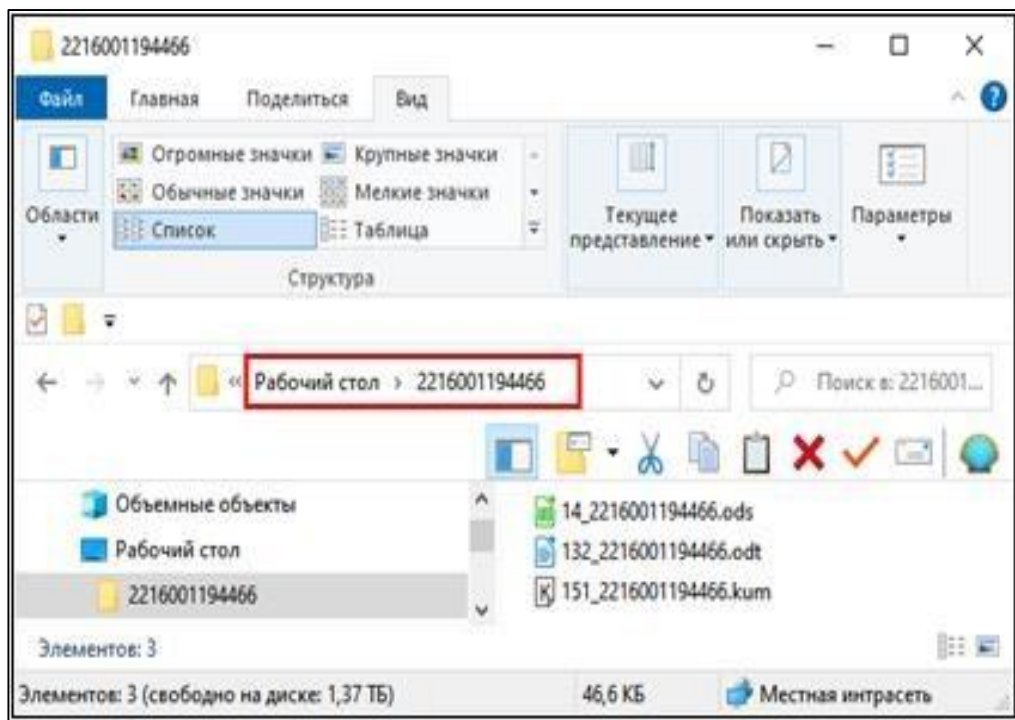 2216001194466
Файл Главная Поделиться Вид
Огромные значки Крупные значки
Обычные значки Мелкие значки
Области Список Таблица
Текущее представление
Показать или скрыть
Параметры
Структура
« Рабочий стол › 2216001194466
Поиск в: 2216001...
Объемные объекты
Рабочий стол
2216001194466
14_2216001194466.ods
132_2216001194466.odt
151_2216001194466.kum
Элементов: 3
Элементов: 3 (свободно на диске: 1,37 ТБ) 46,6 КБ Местная интрасеть